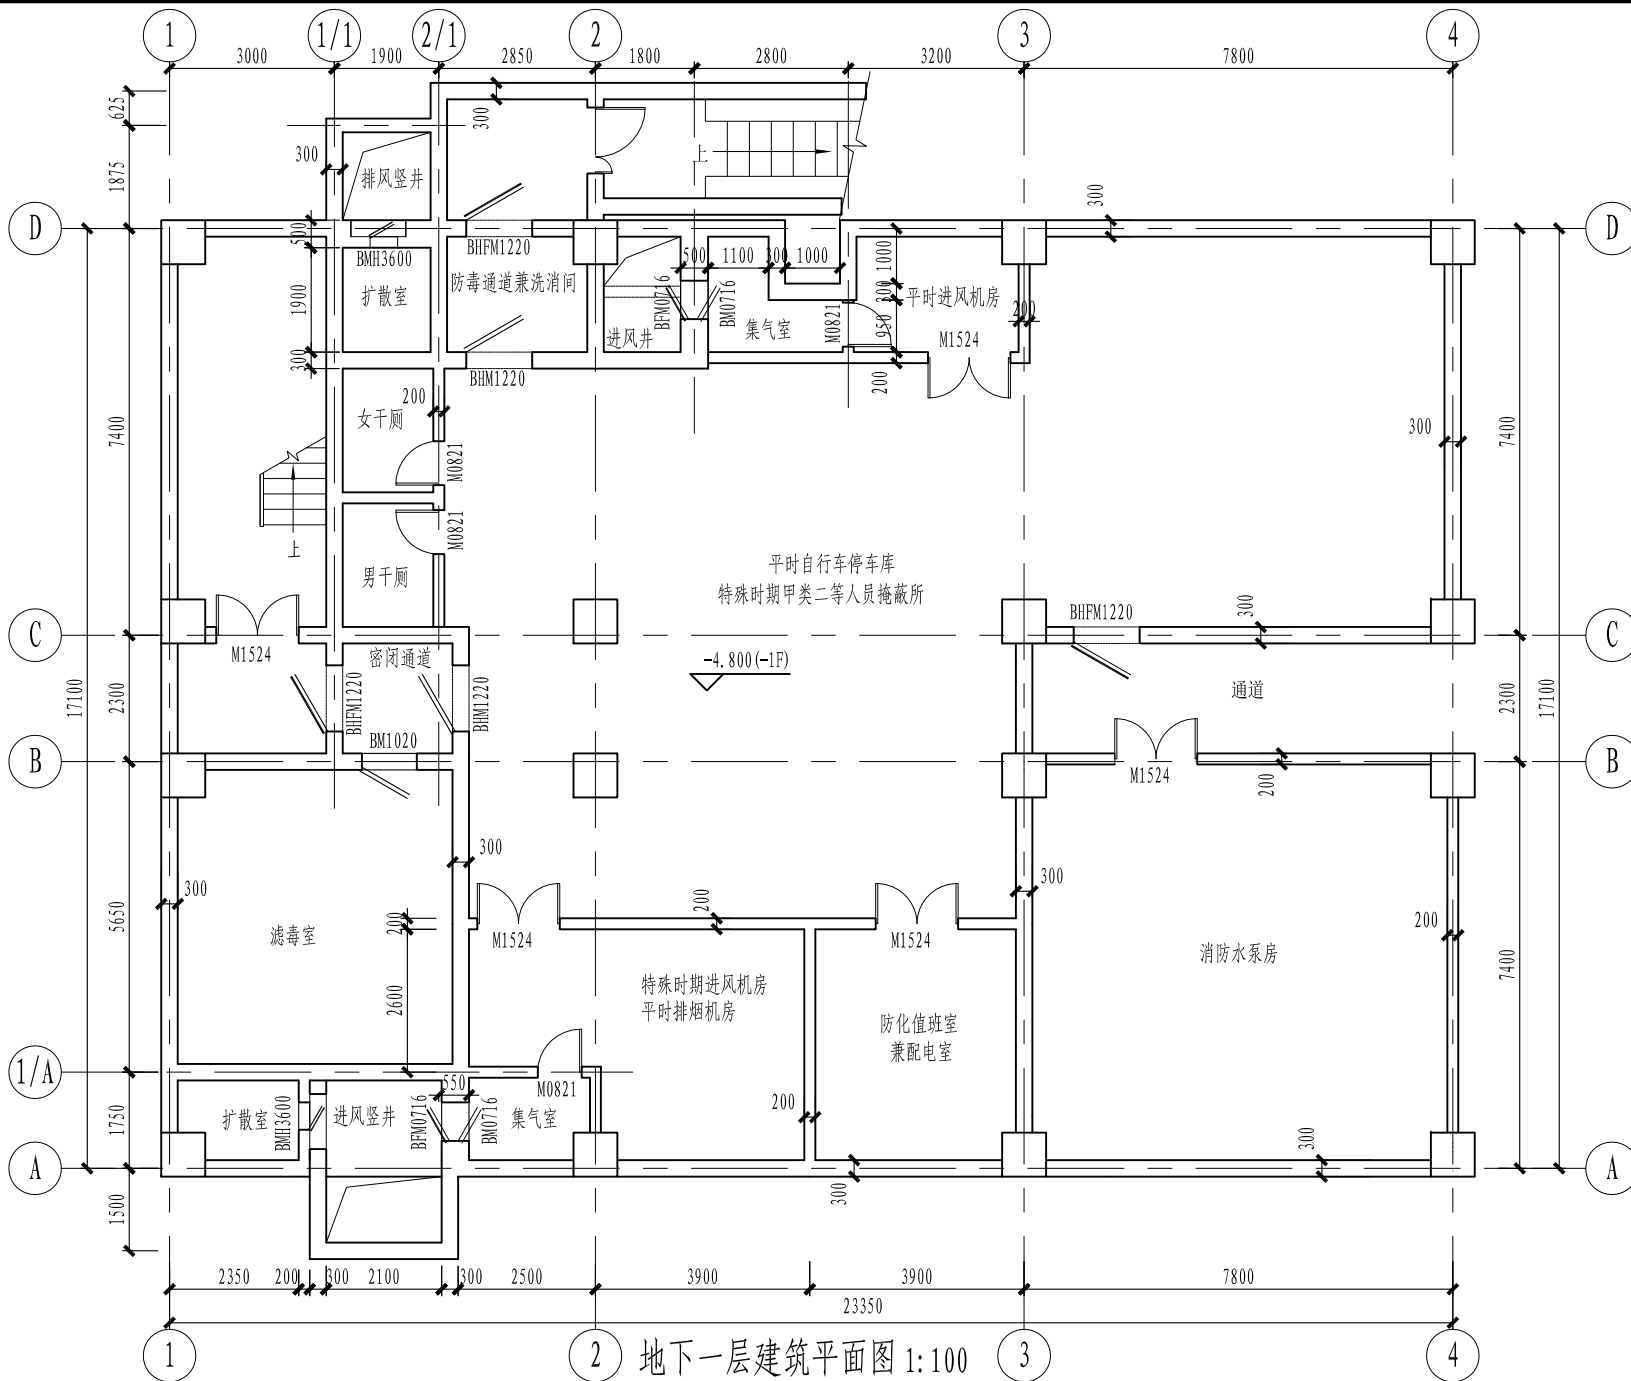 1 1/1 2/1 2 3 4
3000 1900 2850 1800 2800 3200 7800
625
300
1875
300
上
排风竖井
300
D D
500
BMH3600
BHFM1220
500 1100 300 1000
1000
防毒通道兼洗消间
扩散室
1900
BFM0716
BM0716
300
平时进风机房
200
进风井
集气室
M0821
950
M1524
300
BHM1220
200
200
女干厕
7400
300
7400
M0821
上
M0821
男干厕
平时自行车停车库
特殊时期甲类二等人员掩蔽所
BHFM1220
300
C C
M1524
密闭通道
-4.800(-1F)
通道
17100
2300
BHFM1220
BHM1220
2300
17100
BM1020
B B
M1524
200
300
300
300
200
200
200
5650
滤毒室
M1524
M1524
消防水泵房
7400
特殊时期进风机房
平时排烟机房
2600
防化值班室
兼配电室
1/A
550
M0821
200
1750
扩散室
BMH3600
进风竖井
BFM0716
BM0716
集气室
300
A A
300
1500
2350 200 300 2100 300 2500 3900 3900 7800
23350
1 2 3 4
地下一层建筑平面图 1:100